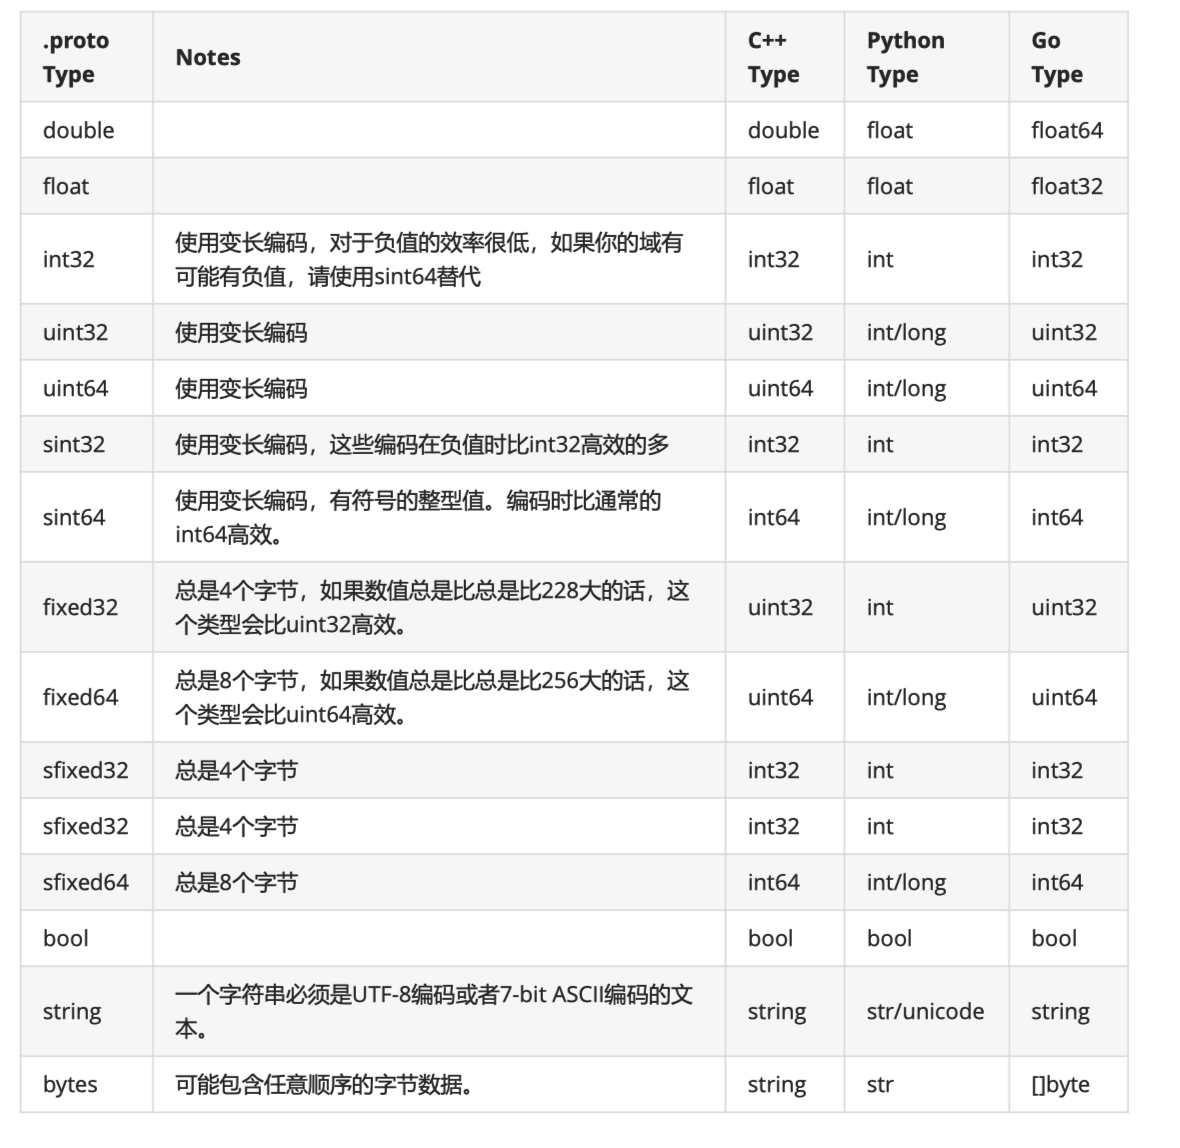 .proto Type Notes C++ Type Python Type Go Type
double double float float64
float float float float32
int32 使用变长编码，对于负值的效率很低，如果你的域有
可能有负值，请使用sint64替代 int32 int int32
uint32 使用变长编码 uint32 int/long uint32
uint64 使用变长编码 uint64 int/long uint64
sint32 使用变长编码，这些编码在负值时比int32高效的多 int32 int int32
sint64 使用变长编码，有符号的整型值。编码时比通常的
int64高效。 int64 int/long int64
fixed32 总是4个字节，如果数值总是比总是比228大的话，这
个类型会比uint32高效。 uint32 int uint32
fixed64 总是8个字节，如果数值总是比总是比256大的话，这
个类型会比uint64高效。 uint64 int/long uint64
sfixed32 总是4个字节 int32 int int32
sfixed32 总是4个字节 int32 int int32
sfixed64 总是8个字节 int64 int/long int64
bool bool bool bool
string 一个字符串必须是UTF-8编码或者7-bit ASCII编码的文
本。 string str/unicode string
bytes 可能包含任意顺序的字节数据。 string str []byte